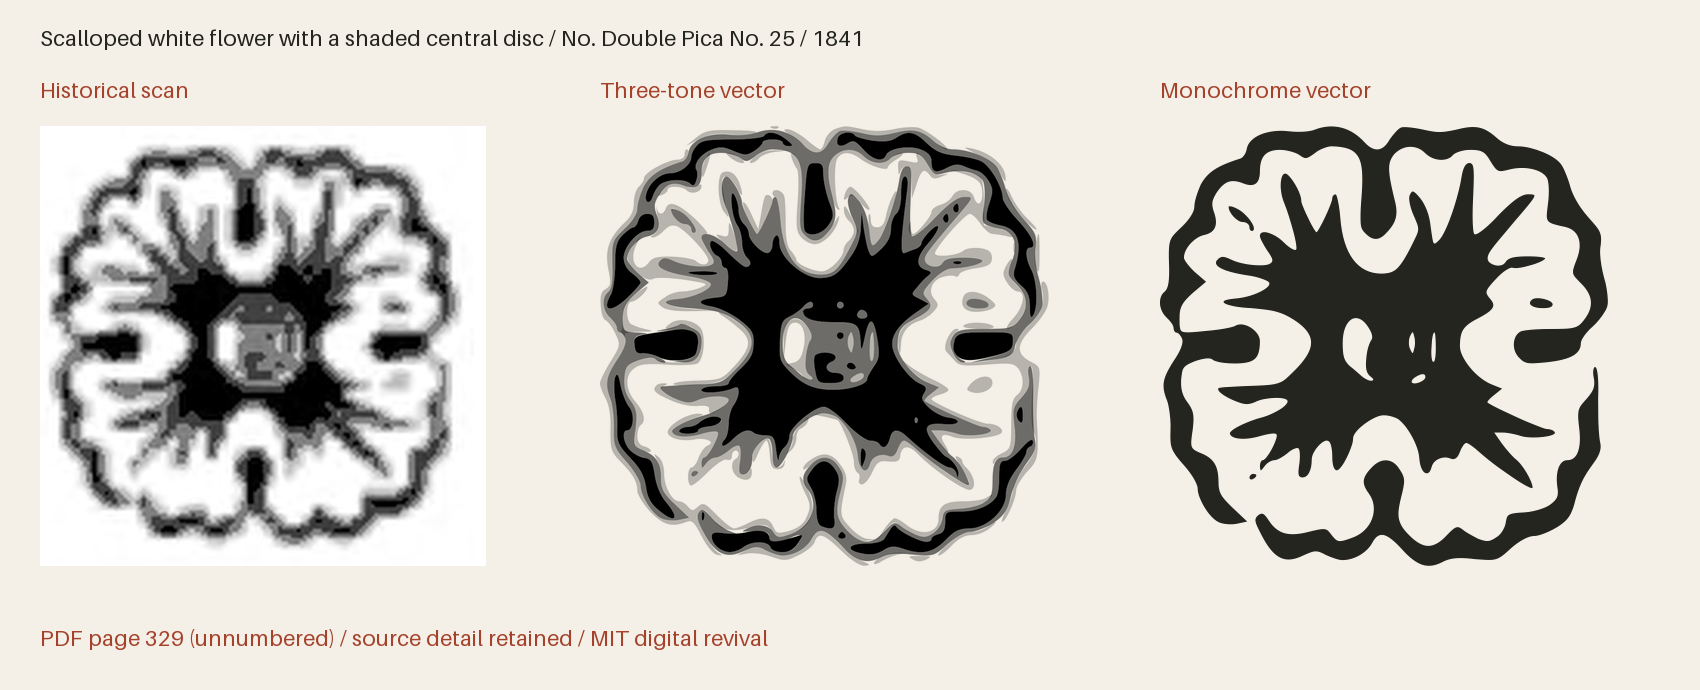 Scalloped white flower with a shaded central disc / No. Double Pica No. 25 / 1841
Historical scan
Three-tone vector
Monochrome vector
PDF page 329 (unnumbered) / source detail retained / MIT digital revival